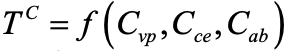 T^C = f(C_vp, C_ce, C_ab)